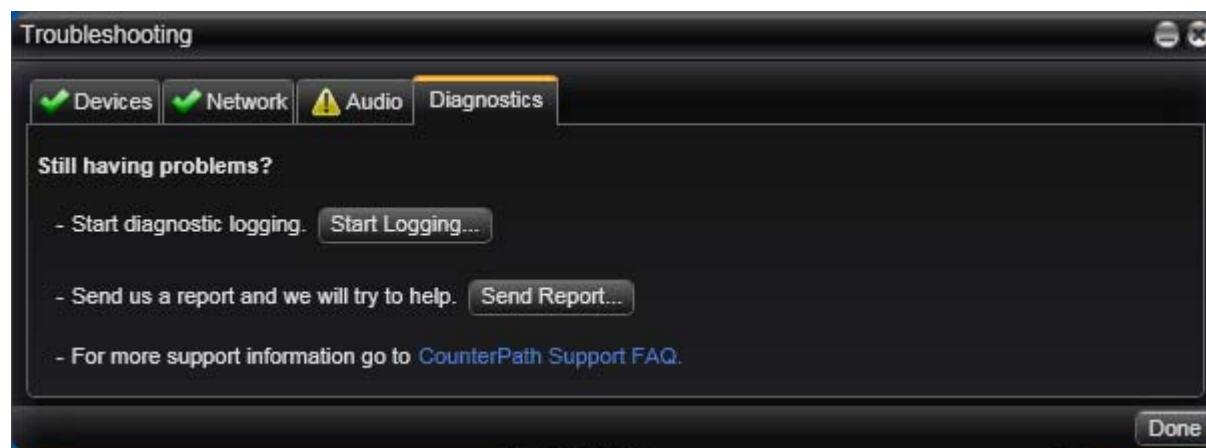 Troubleshooting
Devices Network Audio Diagnostics
Still having problems?
- Start diagnostic logging. Start Logging...
- Send us a report and we will try to help. Send Report...
- For more support information go to CounterPath Support FAQ.
Done